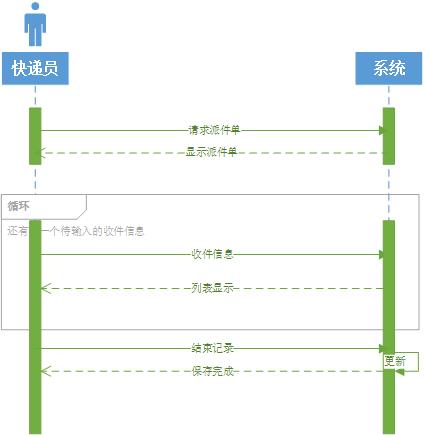 快递员
系统
请求派件单
显示派件单
循环
还有 一个待输入的收件信息
收件信息
列表显示
结束记录
更新
保存完成